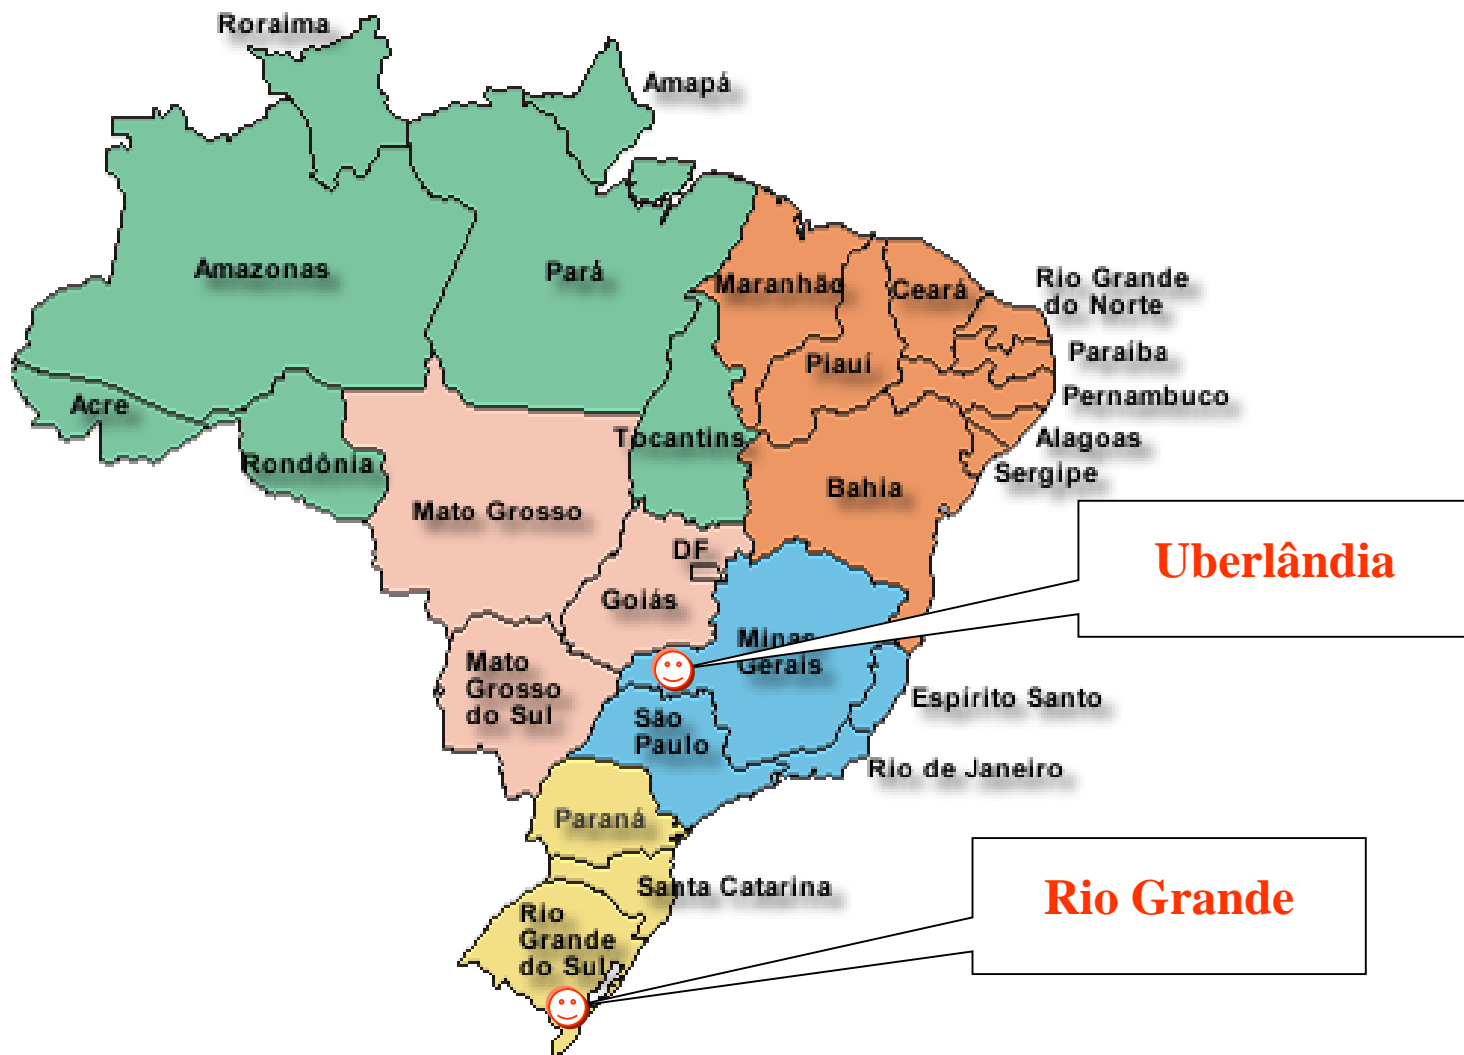 Roraima
Amapá
Amazonas
Pará
Maranhão
Ceará
Rio Grande
do Norte
Paraíba
Piauí
Pernambuco
Acre
Tocantins
Alagoas
Rondônia
Sergipe
Bahia
Mato Grosso
DF
Uberlândia
Goiás
Minas
Gerais
Mato
Grosso
do Sul
Espírito Santo
São
Paulo
Rio de Janeiro
Paraná
Santa Catarina
Rio Grande
Rio
Grande
do Sul